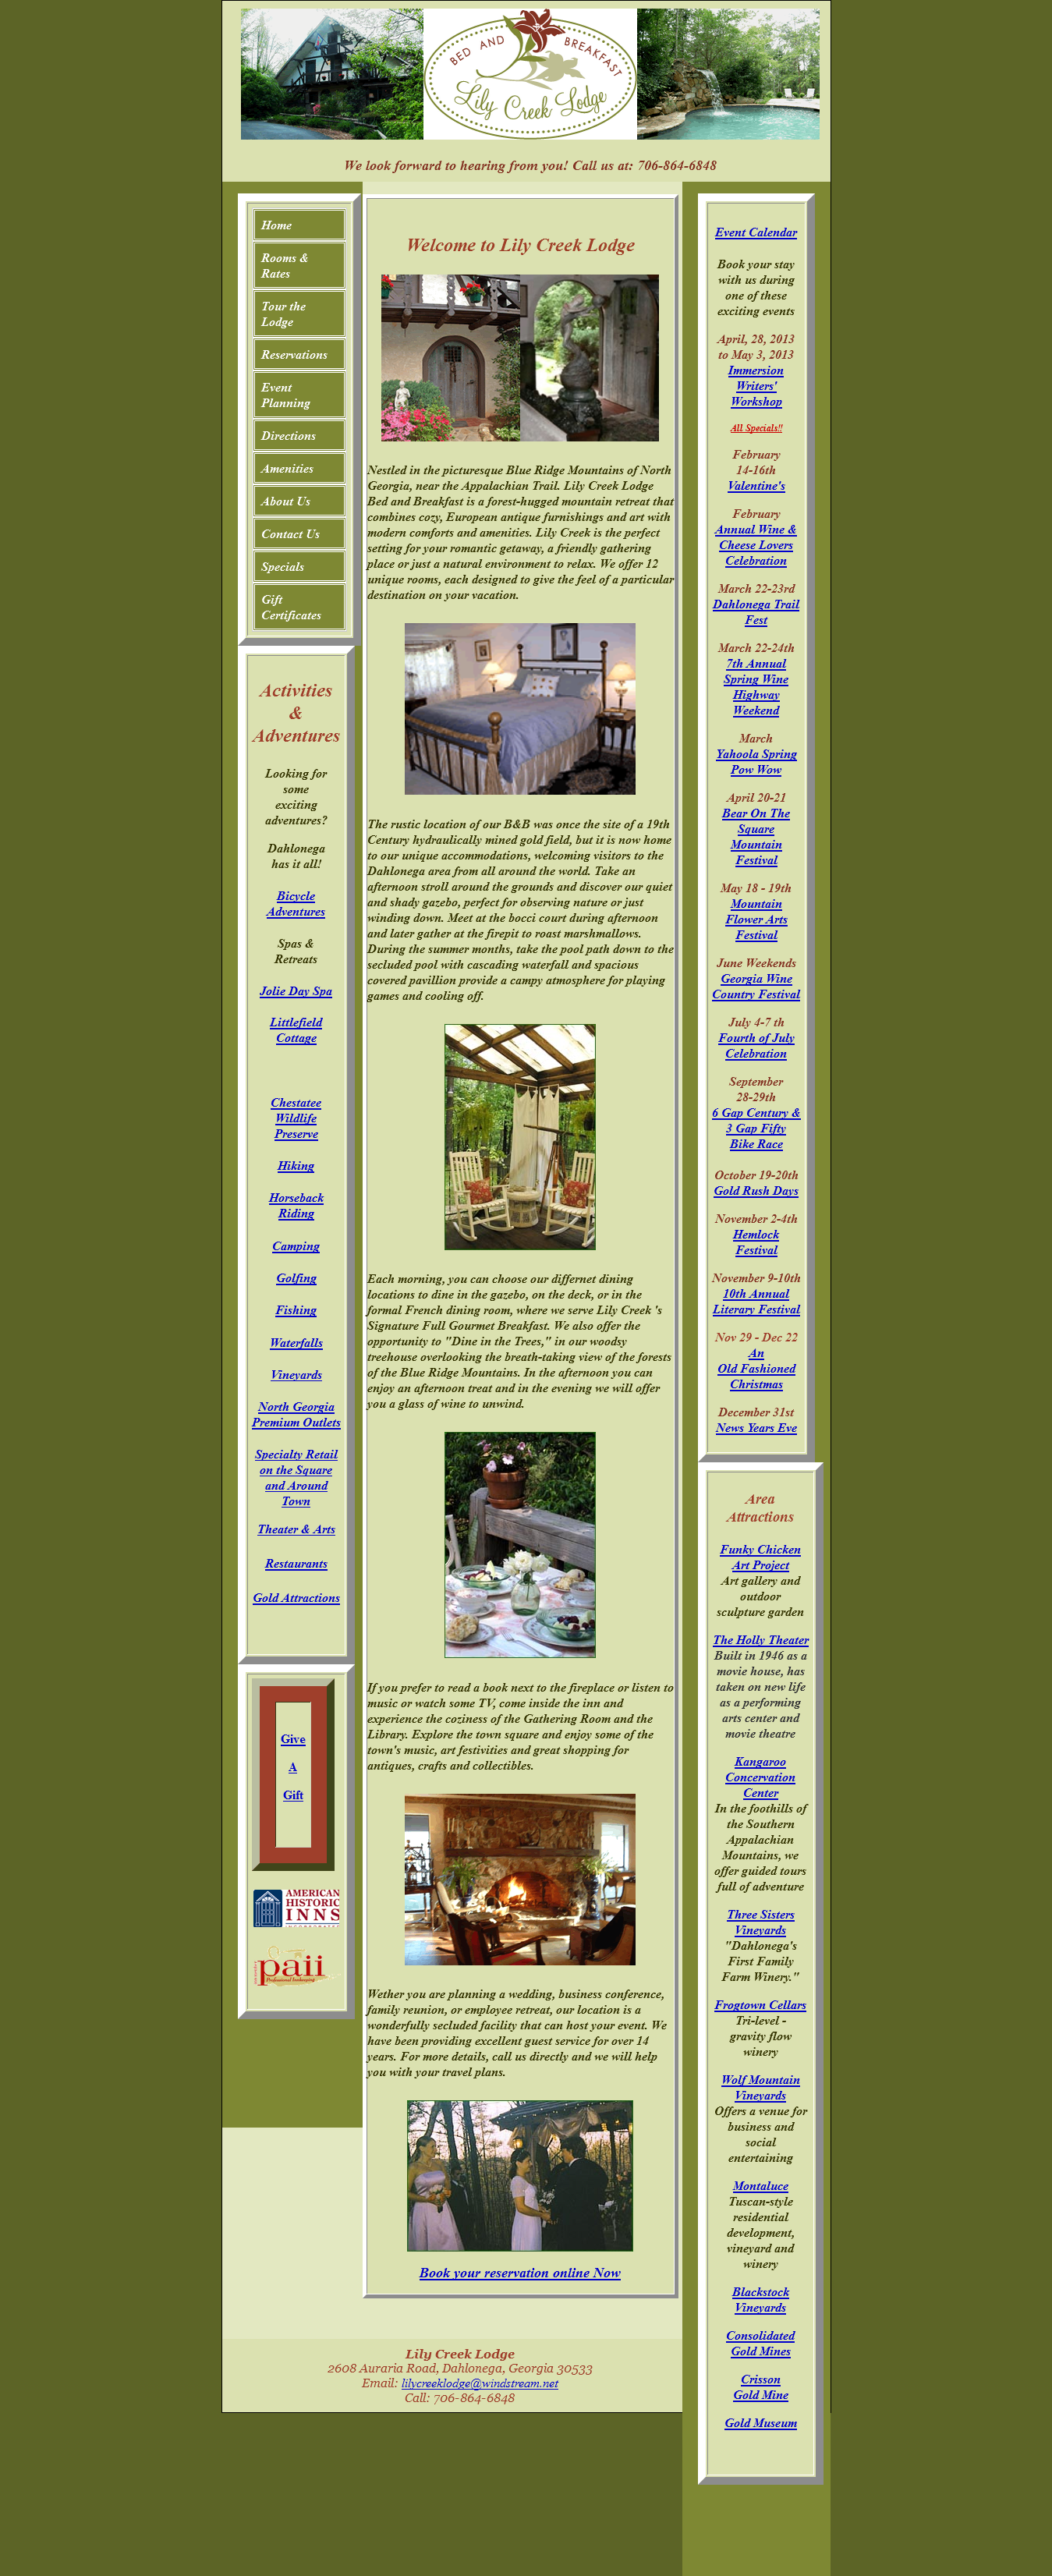 BED AND BREAKFAST
Lily Creek Lodge
We look forward to hearing from you! Call us at: 706-864-6848
Home
Rooms &
Rates
Tour the
Lodge
Reservations
Event
Planning
Directions
Amenities
About Us
Contact Us
Specials
Gift
Certificates
Activities
&
Adventures
Looking for
some
exciting
adventures?
Dahlonega
has it all!
Bicycle
Adventures
Spas &
Retreats
Jolie Day Spa
Littlefield
Cottage
Chestatee
Wildlife
Preserve
Hiking
Horseback
Riding
Camping
Golfing
Fishing
Waterfalls
Vineyards
North Georgia
Premium Outlets
Specialty Retail
on the Square
and Around
Town
Theater & Arts
Restaurants
Gold Attractions
Give
A
Gift
AMERICAN
HISTORIC
INNS
paii
Professional Innkeeping
Welcome to Lily Creek Lodge
Nestled in the picturesque Blue Ridge Mountains of North
Georgia, near the Appalachian Trail. Lily Creek Lodge
Bed and Breakfast is a forest-hugged mountain retreat that
combines cozy, European antique furnishings and art with
modern comforts and amenities. Lily Creek is the perfect
setting for your romantic getaway, a friendly gathering
place or just a natural environment to relax. We offer 12
unique rooms, each designed to give the feel of a particular
destination on your vacation.
The rustic location of our B&B was once the site of a 19th
Century hydraulically mined gold field, but it is now home
to our unique accommodations, welcoming visitors to the
Dahlonega area from all around the world. Take an
afternoon stroll around the grounds and discover our quiet
and shady gazebo, perfect for observing nature or just
winding down. Meet at the bocci court during afternoon
and later gather at the firepit to roast marshmallows.
During the summer months, take the pool path down to the
secluded pool with cascading waterfall and spacious
covered pavillion provide a campy atmosphere for playing
games and cooling off.
Each morning, you can choose our differnet dining
locations to dine in the gazebo, on the deck, or in the
formal French dining room, where we serve Lily Creek 's
Signature Full Gourmet Breakfast. We also offer the
opportunity to "Dine in the Trees," in our woodsy
treehouse overlooking the breath-taking view of the forests
of the Blue Ridge Mountains. In the afternoon you can
enjoy an afternoon treat and in the evening we will offer
you a glass of wine to unwind.
If you prefer to read a book next to the fireplace or listen to
music or watch some TV, come inside the inn and
experience the coziness of the Gathering Room and the
Library. Explore the town square and enjoy some of the
town's music, art festivities and great shopping for
antiques, crafts and collectibles.
Wether you are planning a wedding, business conference,
family reunion, or employee retreat, our location is a
wonderfully secluded facility that can host your event. We
have been providing excellent guest service for over 14
years. For more details, call us directly and we will help
you with your travel plans.
Book your reservation online Now
Event Calendar
Book your stay
with us during
one of these
exciting events
April, 28, 2013
to May 3, 2013
Immersion
Writers'
Workshop
All Specials!!
February
14-16th
Valentine's
February
Annual Wine &
Cheese Lovers
Celebration
March 22-23rd
Dahlonega Trail
Fest
March 22-24th
7th Annual
Spring Wine
Highway
Weekend
March
Yahoola Spring
Pow Wow
April 20-21
Bear On The
Square
Mountain
Festival
May 18 - 19th
Mountain
Flower Arts
Festival
June Weekends
Georgia Wine
Country Festival
July 4-7 th
Fourth of July
Celebration
September
28-29th
6 Gap Century &
3 Gap Fifty
Bike Race
October 19-20th
Gold Rush Days
November 2-4th
Hemlock
Festival
November 9-10th
10th Annual
Literary Festival
Nov 29 - Dec 22
An
Old Fashioned
Christmas
December 31st
News Years Eve
Area
Attractions
Funky Chicken
Art Project
Art gallery and
outdoor
sculpture garden
The Holly Theater
Built in 1946 as a
movie house, has
taken on new life
as a performing
arts center and
movie theatre
Kangaroo
Concervation
Center
In the foothills of
the Southern
Appalachian
Mountains, we
offer guided tours
full of adventure
Three Sisters
Vineyards
"Dahlonega's
First Family
Farm Winery."
Frogtown Cellars
Tri-level -
gravity flow
winery
Wolf Mountain
Vineyards
Offers a venue for
business and
social
entertaining
Montaluce
Tuscan-style
residential
development,
vineyard and
winery
Blackstock
Vineyards
Consolidated
Gold Mines
Crisson
Gold Mine
Gold Museum
Lily Creek Lodge
2608 Auraria Road, Dahlonega, Georgia 30533
Email: lilycreeklodge@windstream.net
Call: 706-864-6848